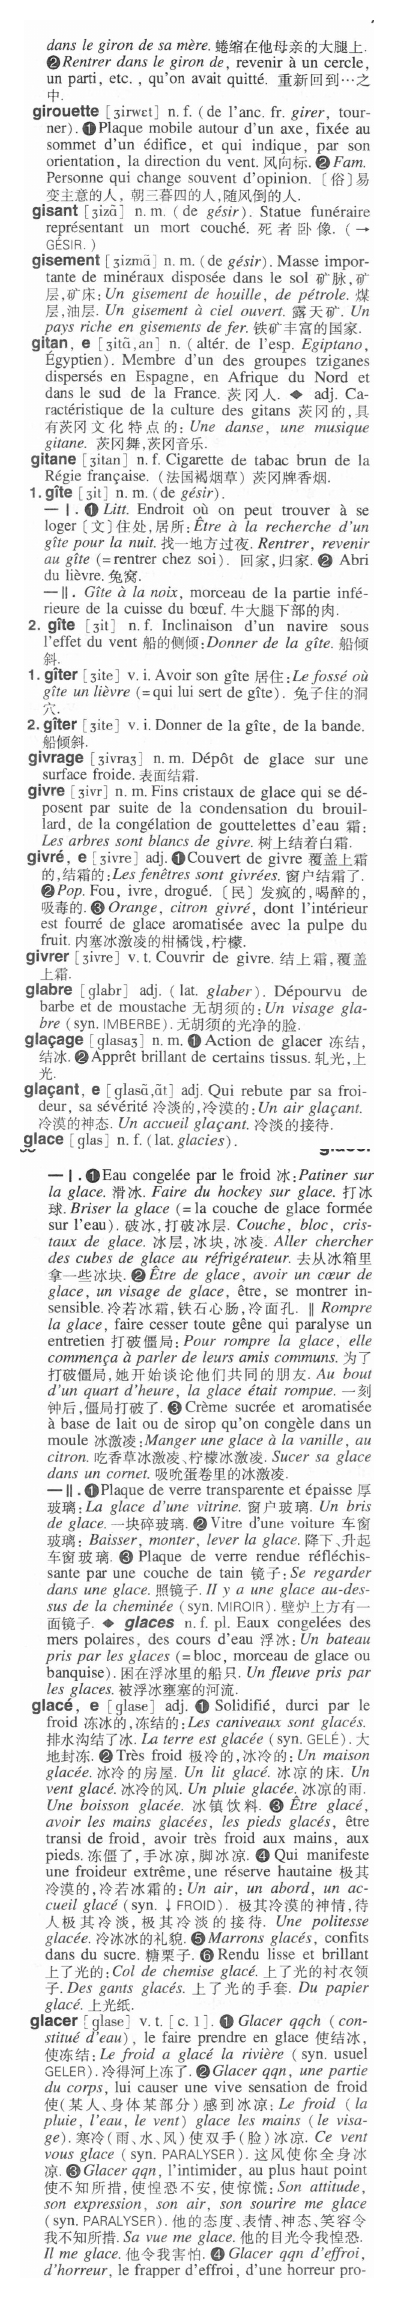 dans le giron de sa mère. 蜷缩在他母亲的大腿上.
❷Rentrer dans le giron de, revenir à un cercle,
un parti, etc., qu'on avait quitté. 重新回到…之
中.
girouette [ʒirwɛt] n. f. (de l'anc. fr. girer, tour-
ner). ❶Plaque mobile autour d'un axe, fixée au
sommet d'un édifice, et qui indique, par son
orientation, la direction du vent. 风向标. ❷ Fam.
Personne qui change souvent d'opinion.〔俗〕易
变主意的人, 朝三暮四的人,随风倒的人.
gisant [ʒizɑ̃] n. m. (de gésir). Statue funéraire
représentant un mort couché. 死者卧像. (→
GÉSIR.)
gisement [ʒizmɑ̃] n. m. (de gésir). Masse impor-
tante de minéraux disposée dans le sol 矿脉,矿
层,矿床: Un gisement de houille, de pétrole. 煤
层,油层. Un gisement à ciel ouvert. 露天矿. Un
pays riche en gisements de fer. 铁矿丰富的国家.
gitan, e [ʒitɑ̃,an] n. (altér. de l'esp. Egiptano,
Égyptien). Membre d'un des groupes tziganes
dispersés en Espagne, en Afrique du Nord et
dans le sud de la France. 茨冈人. ◆ adj. Ca-
ractéristique de la culture des gitans 茨冈的,具
有茨冈文化特点的: Une danse, une musique
gitane. 茨冈舞,茨冈音乐.
gitane [ʒitan] n. f. Cigarette de tabac brun de la
Régie française. (法国褐烟草) 茨冈牌香烟.
1. gîte [ʒit] n. m. (de gésir).
— Ⅰ. ❶ Litt. Endroit où on peut trouver à se
loger〔文〕住处,居所: Être à la recherche d'un
gîte pour la nuit. 找一地方过夜. Rentrer, revenir
au gîte (= rentrer chez soi). 回家,归家. ❷ Abri
du lièvre. 兔窝.
— Ⅱ. Gîte à la noix, morceau de la partie infé-
rieure de la cuisse du bœuf. 牛大腿下部的肉.
2. gîte [ʒit] n. f. Inclinaison d'un navire sous
l'effet du vent 船的侧倾: Donner de la gîte. 船倾
斜.
1. gîter [ʒite] v. i. Avoir son gîte 居住: Le fossé où
gîte un lièvre (= qui lui sert de gîte). 兔子住的洞
穴.
2. gîter [ʒite] v. i. Donner de la gîte, de la bande.
船倾斜.
givrage [ʒivraʒ] n. m. Dépôt de glace sur une
surface froide. 表面结霜.
givre [ʒivr] n. m. Fins cristaux de glace qui se dé-
posent par suite de la condensation du brouil-
lard, de la congélation de gouttelettes d'eau 霜:
Les arbres sont blancs de givre. 树上结着白霜.
givré, e [ʒivre] adj. ❶Couvert de givre 覆盖上霜
的,结霜的: Les fenêtres sont givrées. 窗户结霜了.
❷Pop. Fou, ivre, drogué.〔民〕发疯的,喝醉的,
吸毒的. ❸ Orange, citron givré, dont l'intérieur
est fourré de glace aromatisée avec la pulpe du
fruit. 内塞冰激凌的柑橘饯,柠檬.
givrer [ʒivre] v. t. Couvrir de givre. 结上霜,覆盖
上霜.
glabre [glabr] adj. (lat. glaber). Dépourvu de
barbe et de moustache 无胡须的: Un visage gla-
bre (syn. IMBERBE). 无胡须的光净的脸.
glaçage [glasaʒ] n. m. ❶ Action de glacer 冻结,
结冰. ❷ Apprêt brillant de certains tissus. 轧光,上
光.
glaçant, e [glasɑ̃,ɑ̃t] adj. Qui rebute par sa froi-
deur, sa sévérité 冷淡的,冷漠的: Un air glaçant.
冷漠的神态. Un accueil glaçant. 冷淡的接待.
glace [glas] n. f. (lat. glacies).
— Ⅰ. ❶Eau congelée par le froid 冰: Patiner sur
la glace. 滑冰. Faire du hockey sur glace. 打冰
球. Briser la glace (= la couche de glace formée
sur l'eau). 破冰,打破冰层. Couche, bloc, cris-
taux de glace. 冰层,冰块,冰凌. Aller chercher
des cubes de glace au réfrigérateur. 去从冰箱里
拿一些冰块. ❷ Être de glace, avoir un cœur de
glace, un visage de glace, être, se montrer in-
sensible. 冷若冰霜,铁石心肠,冷面孔. ‖ Rompre
la glace, faire cesser toute gêne qui paralyse un
entretien 打破僵局: Pour rompre la glace, elle
commença à parler de leurs amis communs. 为了
打破僵局,她开始谈论他们共同的朋友. Au bout
d'un quart d'heure, la glace était rompue. 一刻
钟后,僵局打破了. ❸ Crème sucrée et aromatisée
à base de lait ou de sirop qu'on congèle dans un
moule 冰激凌: Manger une glace à la vanille, au
citron. 吃香草冰激凌、柠檬冰激凌. Sucer sa glace
dans un cornet. 吸吮蛋卷里的冰激凌.
— Ⅱ. ❶Plaque de verre transparente et épaisse 厚
玻璃: La glace d'une vitrine. 窗户玻璃. Un bris
de glace. 一块碎玻璃. ❷ Vitre d'une voiture 车窗
玻璃: Baisser, monter, lever la glace. 降下、升起
车窗玻璃. ❸ Plaque de verre rendue réfléchis-
sante par une couche de tain 镜子: Se regarder
dans une glace. 照镜子. Il y a une glace au-des-
sus de la cheminée (syn. MIROIR). 壁炉上方有一
面镜子. ◆ glaces n. f. pl. Eaux congelées des
mers polaires, des cours d'eau 浮冰: Un bateau
pris par les glaces (= bloc, morceau de glace ou
banquise). 困在浮冰里的船只. Un fleuve pris par
les glaces. 被浮冰壅塞的河流.
glacé, e [glase] adj. ❶ Solidifié, durci par le
froid 冻冰的,冻结的: Les caniveaux sont glacés.
排水沟结了冰. La terre est glacée (syn. GELÉ). 大
地封冻. ❷ Très froid 极冷的,冰冷的: Un maison
glacée. 冰冷的房屋. Un lit glacé. 冰凉的床. Un
vent glacé. 冰冷的风. Un pluie glacée. 冰凉的雨.
Une boisson glacée. 冰镇饮料. ❸ Être glacé,
avoir les mains glacées, les pieds glacés, être
transi de froid, avoir très froid aux mains, aux
pieds. 冻僵了,手冰凉,脚冰凉. ❹ Qui manifeste
une froideur extrême, une réserve hautaine 极其
冷漠的,冷若冰霜的: Un air, un abord, un ac-
cueil glacé (syn. ↓ FROID). 极其冷漠的神情,待
人极其冷淡,极其冷淡的接待. Une politesse
glacée. 冷冰冰的礼貌. ❺ Marrons glacés, confits
dans du sucre. 糖栗子. ❻ Rendu lisse et brillant
上了光的: Col de chemise glacé. 上了光的衬衣领
子. Des gants glacés. 上了光的手套. Du papier
glacé. 上光纸.
glacer [glase] v. t. [c. 1]. ❶ Glacer qqch (con-
stitué d'eau), le faire prendre en glace 使结冰,
使冻结: Le froid a glacé la rivière (syn. usuel
GELER). 冷得河上冻了. ❷ Glacer qqn, une partie
du corps, lui causer une vive sensation de froid
使(某人、身体某部分)感到冰凉: Le froid (la
pluie, l'eau, le vent) glace les mains (le visa-
ge). 寒冷(雨、水、风)使双手(脸)冰凉. Ce vent
vous glace (syn. PARALYSER). 这风使你全身冰
凉. ❸ Glacer qqn, l'intimider, au plus haut point
使不知所措,使惶恐不安,使惊慌: Son attitude,
son expression, son air, son sourire me glace
(syn. PARALYSER). 他的态度、表情、神态、笑容令
我不知所措. Sa vue me glace. 他的目光令我惶恐.
Il me glace. 他令我害怕. ❹ Glacer qqn d'effroi,
d'horreur, le frapper d'effroi, d'une horreur pro-